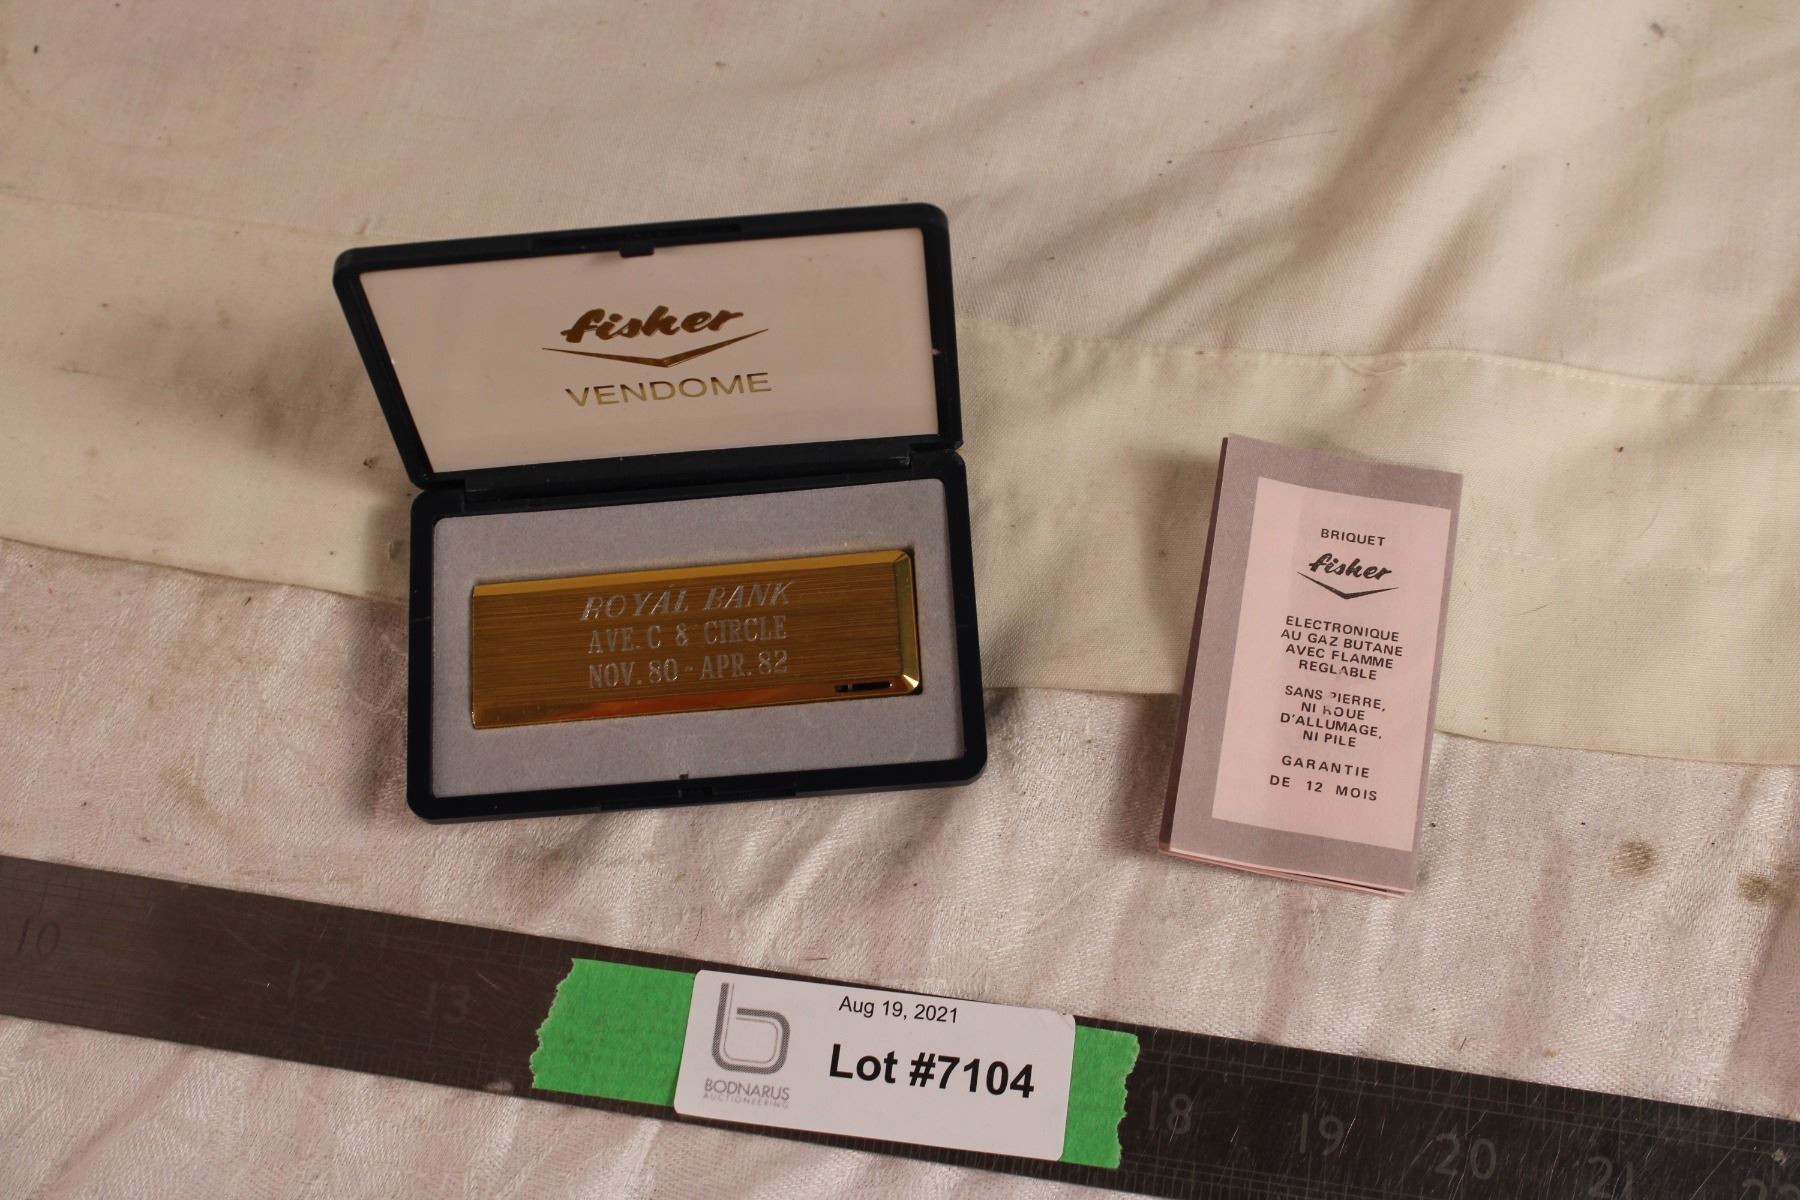 fisher
VENDOME
ROYAL BANK
AVE. C & CIRCLE
NOV. 80 - APR. 82
BRIQUET
fisher
ELECTRONIQUE
AU GAZ BUTANE
AVEC FLAMME
REGLABLE
SANS PIERRE,
NI ROUE
D'ALLUMAGE,
NI PILE
GARANTIE
DE 12 MOIS
10 12 13 18 19 20 21 22
Aug 19, 2021
Lot #7104
BODNARUS
AUCTIONEERING